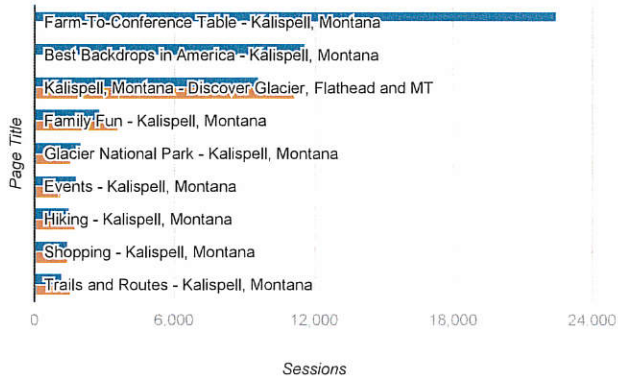 Page Title
Farm-To-Conference Table - Kalispell, Montana
Best Backdrops in America - Kalispell, Montana
Kalispell, Montana - Discover Glacier, Flathead and MT
Family Fun - Kalispell, Montana
Glacier National Park - Kalispell, Montana
Events - Kalispell, Montana
Hiking - Kalispell, Montana
Shopping - Kalispell, Montana
Trails and Routes - Kalispell, Montana
0 6,000 12,000 18,000 24,000
Sessions